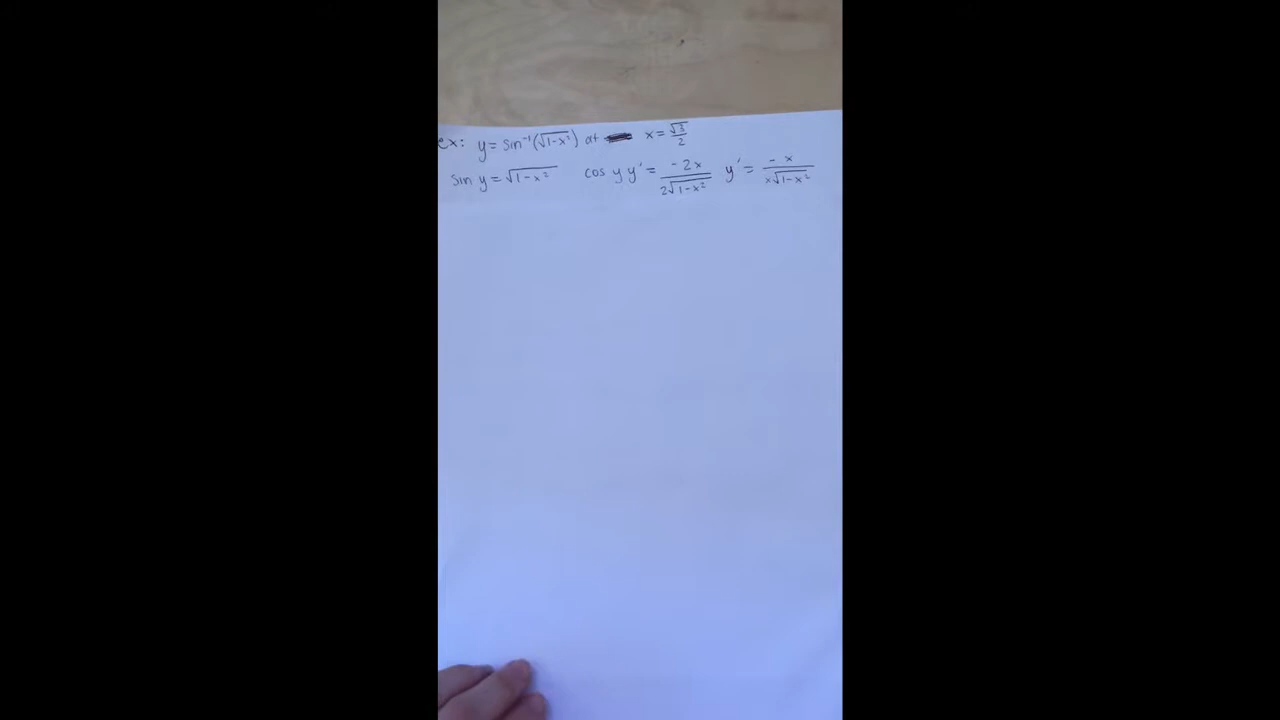 ex: y = sin⁻¹(√1-x²) at x = √3/2
sin y = √1-x² cos y y' = -2x/2√1-x² y' = -x/x√1-x²